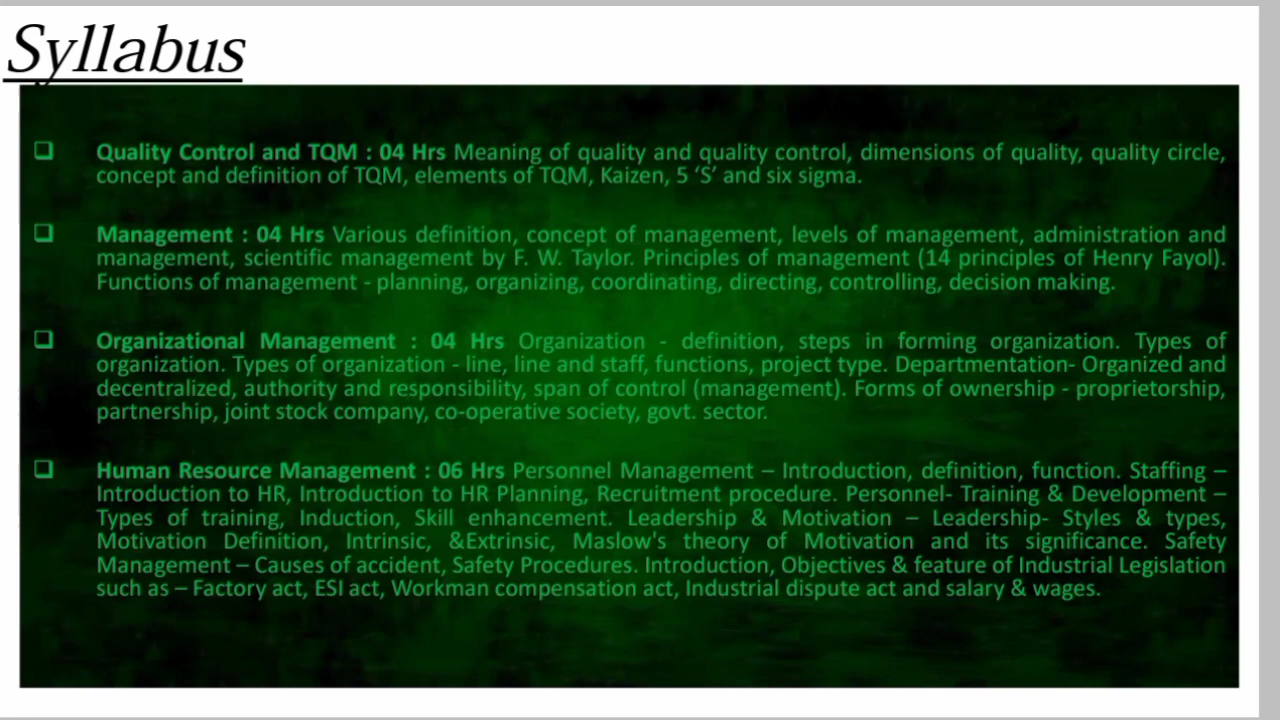 Syllabus
❑ Quality Control and TQM : 04 Hrs Meaning of quality and quality control, dimensions of quality, quality circle,
concept and definition of TQM, elements of TQM, Kaizen, 5 ‘S’ and six sigma.
❑ Management : 04 Hrs Various definition, concept of management, levels of management, administration and
management, scientific management by F. W. Taylor. Principles of management (14 principles of Henry Fayol).
Functions of management - planning, organizing, coordinating, directing, controlling, decision making.
❑ Organizational Management : 04 Hrs Organization - definition, steps in forming organization. Types of
organization. Types of organization - line, line and staff, functions, project type. Departmentation- Organized and
decentralized, authority and responsibility, span of control (management). Forms of ownership - proprietorship,
partnership, joint stock company, co-operative society, govt. sector.
❑ Human Resource Management : 06 Hrs Personnel Management – Introduction, definition, function. Staffing –
Introduction to HR, Introduction to HR Planning, Recruitment procedure. Personnel- Training & Development –
Types of training, Induction, Skill enhancement. Leadership & Motivation – Leadership- Styles & types,
Motivation Definition, Intrinsic, &Extrinsic, Maslow's theory of Motivation and its significance. Safety
Management – Causes of accident, Safety Procedures. Introduction, Objectives & feature of Industrial Legislation
such as – Factory act, ESI act, Workman compensation act, Industrial dispute act and salary & wages.